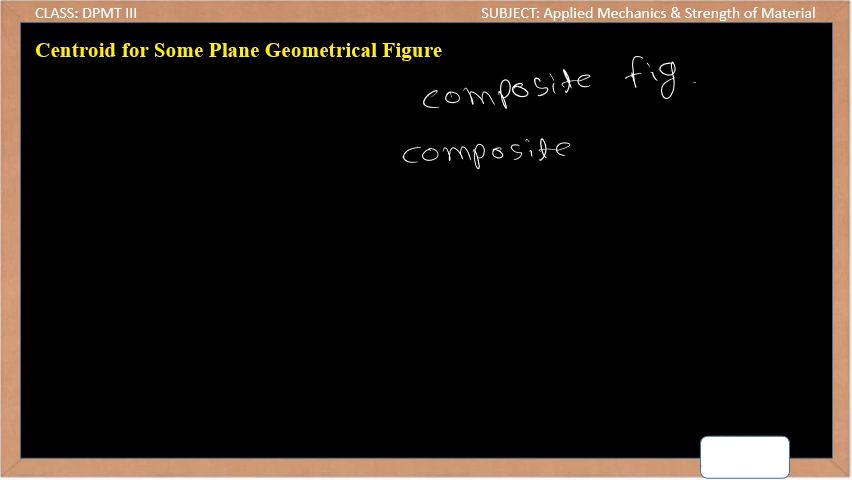 CLASS: DPMT III
SUBJECT: Applied Mechanics & Strength of Material
Centroid for Some Plane Geometrical Figure
composite fig.
composite